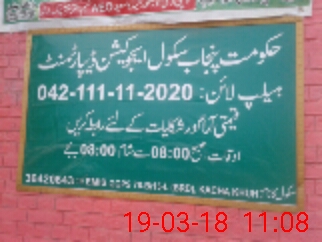 حکومت پنجاب سکول ایجوکیشن ڈیپارٹمنٹ
ہیلپ لائن: 042-111-11-2020
قیمتی آرا اور شکایات کے لئے رابطہ کریں
اوقات صبح 08:00 سے شام 08:00 بجے
19-03-18 11:08